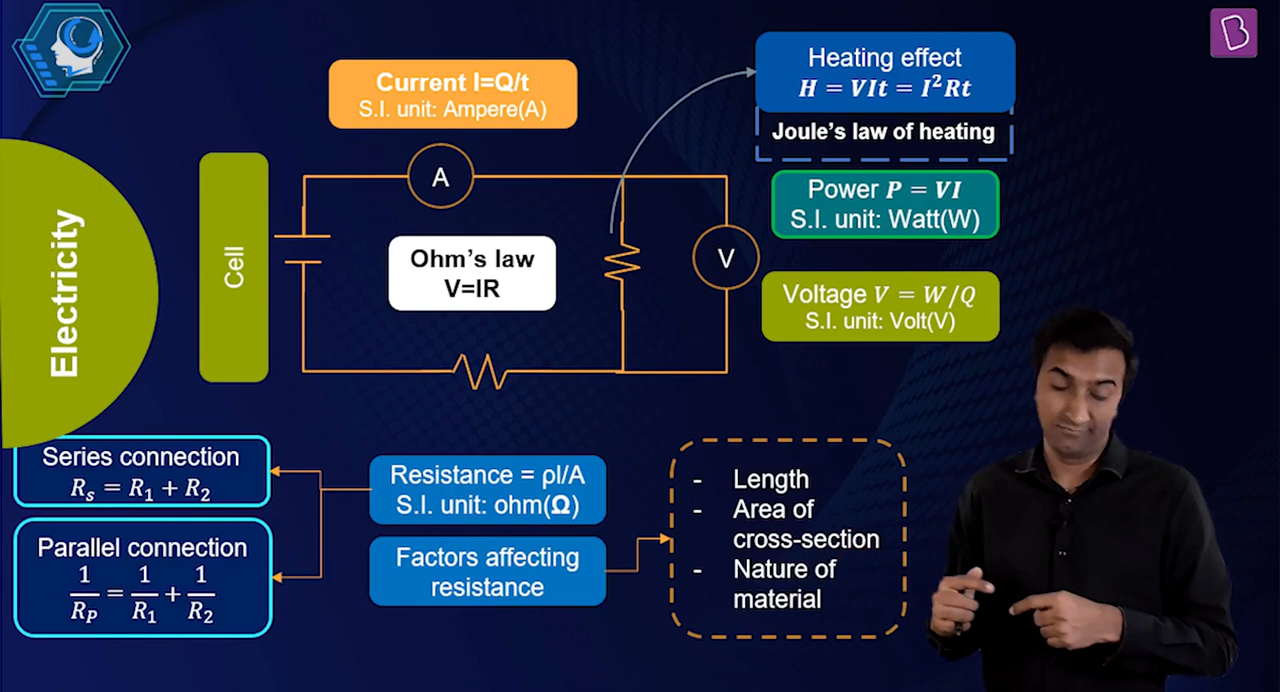 Heating effect
H = VIt = I²Rt
Joule's law of heating
Current I=Q/t
S.I. unit: Ampere(A)
A
Power P = VI
S.I. unit: Watt(W)
Electricity
Cell
Ohm's law
V=IR
V
Voltage V = W/Q
S.I. unit: Volt(V)
Series connection
Rₛ = R₁ + R₂
Parallel connection
1/R_P = 1/R₁ + 1/R₂
Resistance = ρl/A
S.I. unit: ohm(Ω)
Factors affecting
resistance
- Length
- Area of
cross-section
- Nature of
material
B